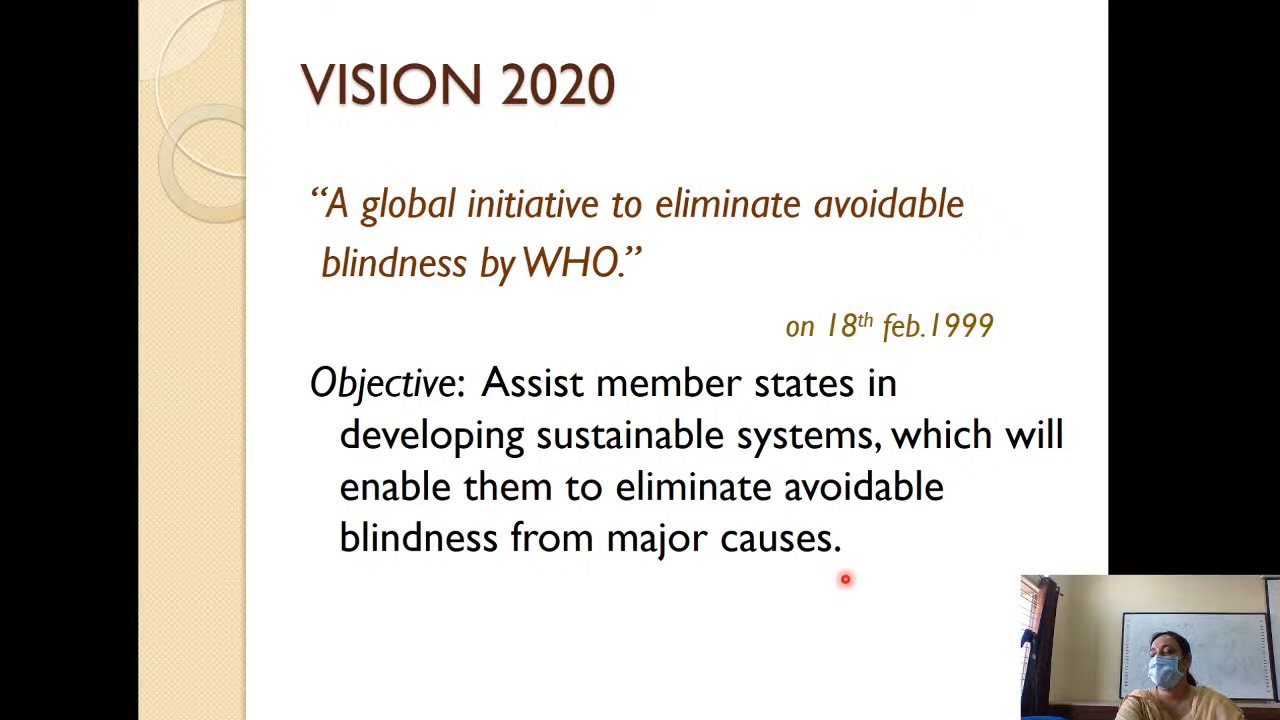 VISION 2020
“A global initiative to eliminate avoidable
blindness by WHO.”
on 18th feb.1999
Objective: Assist member states in
developing sustainable systems, which will
enable them to eliminate avoidable
blindness from major causes.